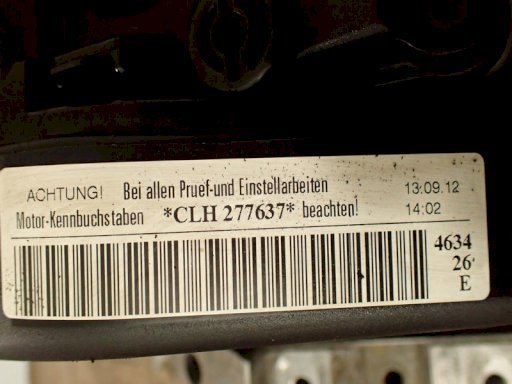 ACHTUNG! Bei allen Pruef-und Einstellarbeiten 13.09.12
Motor-Kennbuchstaben *CLH 277637* beachten! 14:02
4634
26
E